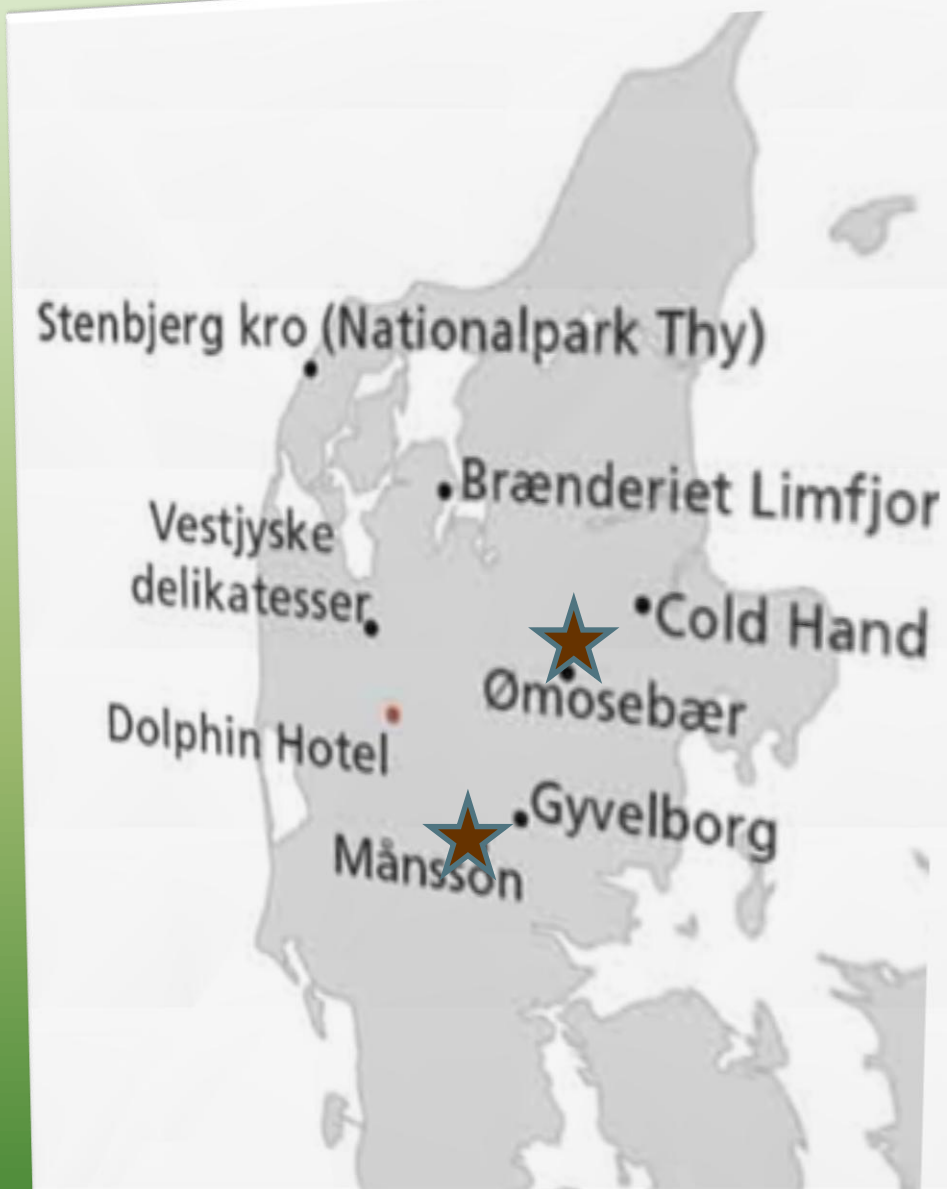 Stenbjerg kro (Nationalpark Thy)
Brænderiet Limfjor
Vestjyske
delikatesser
Cold Hand
Ømosebær
Dolphin Hotel
Gyvelborg
Månsson